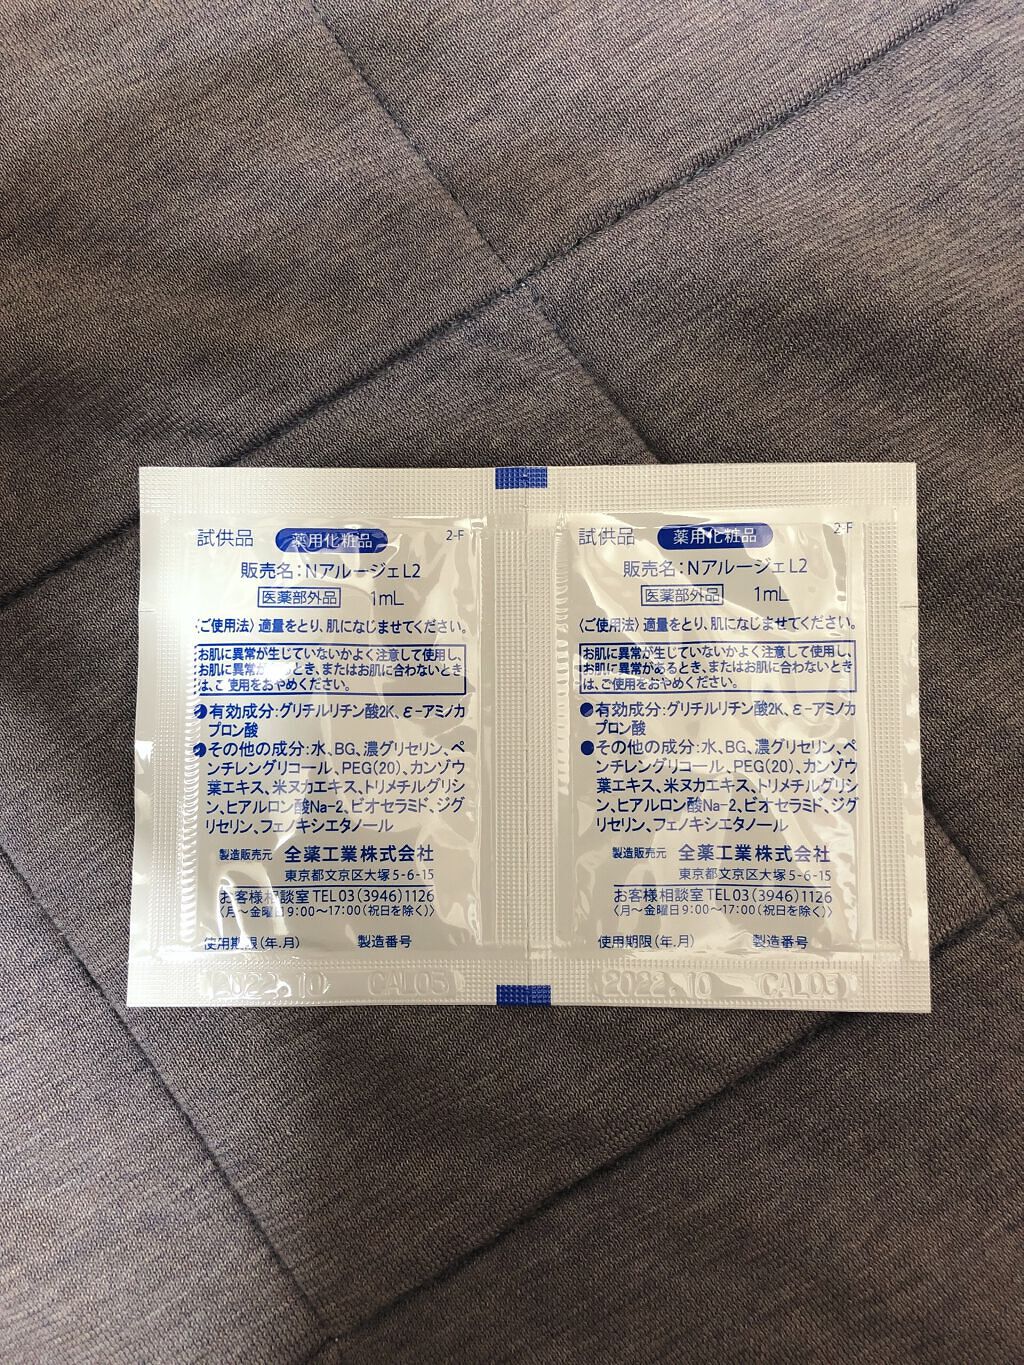 試供品 薬用化粧品 2-F
販売名:NアルージェL2
医薬部外品 1mL
〈ご使用法〉適量をとり、肌になじませてください。
お肌に異常が生じていないかよく注意して使用し、
お肌に異常が とき、またはお肌に合わないとき
は、ご使用をおやめください。
●有効成分:グリチルリチン酸2K、ε-アミノカ
プロン酸
●その他の成分:水、BG、濃グリセリン、ペ
ンチレングリコール、PEG(20)、カンゾウ
葉エキス、米ヌカエキス、トリメチルグリシ
ン、ヒアルロン酸Na-2、ビオセラミド、ジグ
リセリン、フェノキシエタノール
製造販売元 全薬工業株式会社
東京都文京区大塚5-6-15
お客様相談室 TEL03(3946)1126
〈月〜金曜日9:00〜17:00(祝日を除く)〉
使用期限(年.月) 製造番号
2022.10 CAL05
試供品 薬用化粧品 2-F
販売名:NアルージェL2
医薬部外品 1mL
〈ご使用法〉適量をとり、肌になじませてください。
お肌に異常が生じていないかよく注意して使用し、
お肌に異常があるとき、またはお肌に合わないとき
は、ご使用をおやめください。
●有効成分:グリチルリチン酸2K、ε-アミノカ
プロン酸
●その他の成分:水、BG、濃グリセリン、ペ
ンチレングリコール、PEG(20)、カンゾウ
葉エキス、米ヌカエキス、トリメチルグリシ
ン、ヒアルロン酸Na-2、ビオセラミド、ジグ
リセリン、フェノキシエタノール
製造販売元 全薬工業株式会社
東京都文京区大塚5-6-15
お客様相談室 TEL03(3946)1126
〈月〜金曜日9:00〜17:00(祝日を除く)〉
使用期限(年.月) 製造番号
2022.10